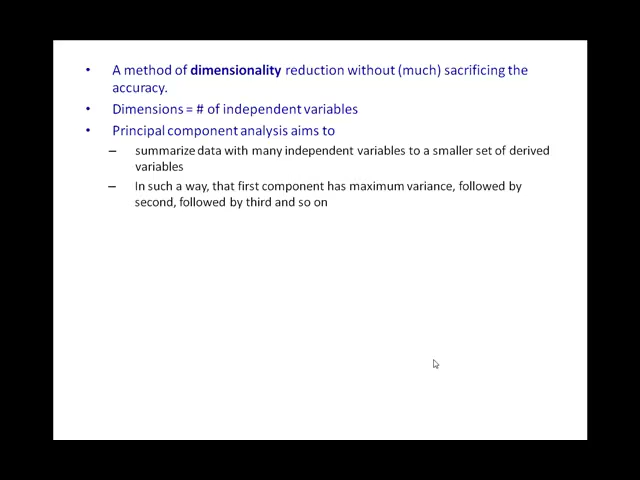 • A method of dimensionality reduction without (much) sacrificing the
accuracy.
• Dimensions = # of independent variables
• Principal component analysis aims to
– summarize data with many independent variables to a smaller set of derived
variables
– In such a way, that first component has maximum variance, followed by
second, followed by third and so on